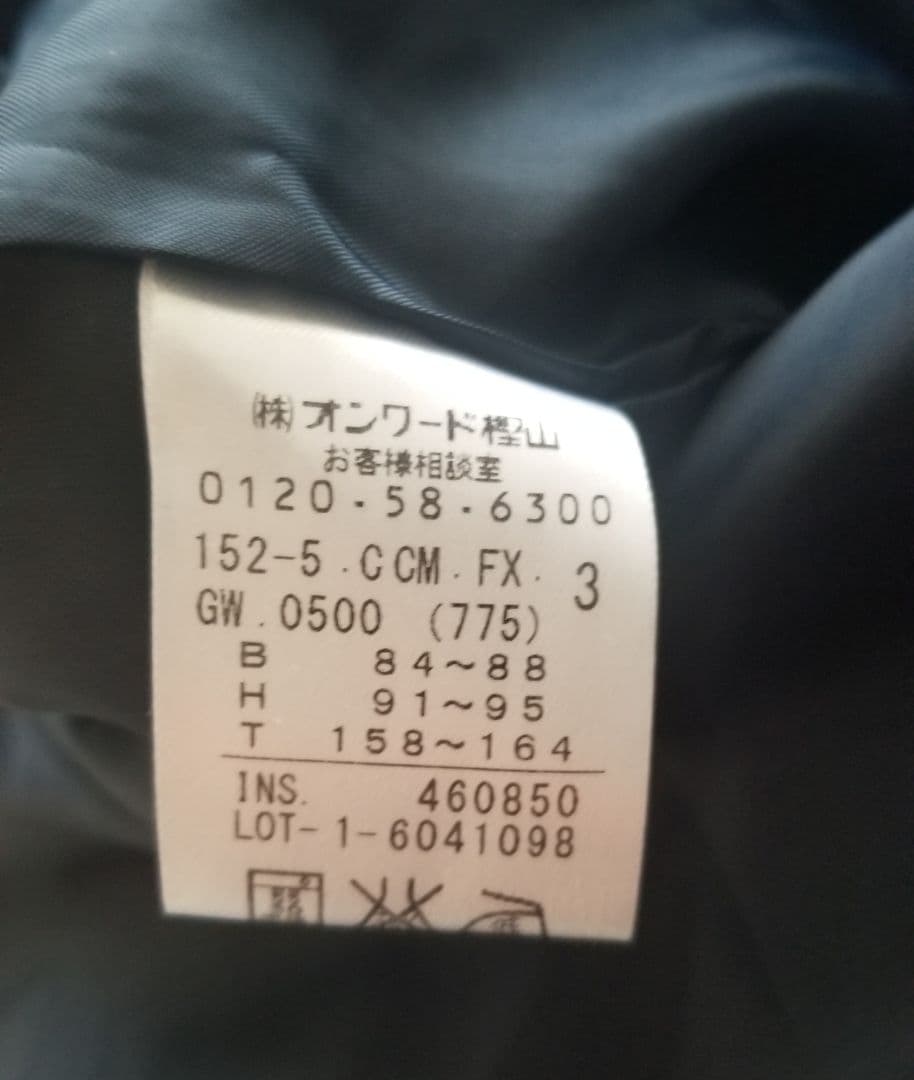 ㈱オンワード樫山
お客様相談室
0120・58・6300
152-5.CCM.FX. 3
GW.0500 (775)
B 84~88
H 91~95
T 158~164
INS. 460850
LOT-1-6041098